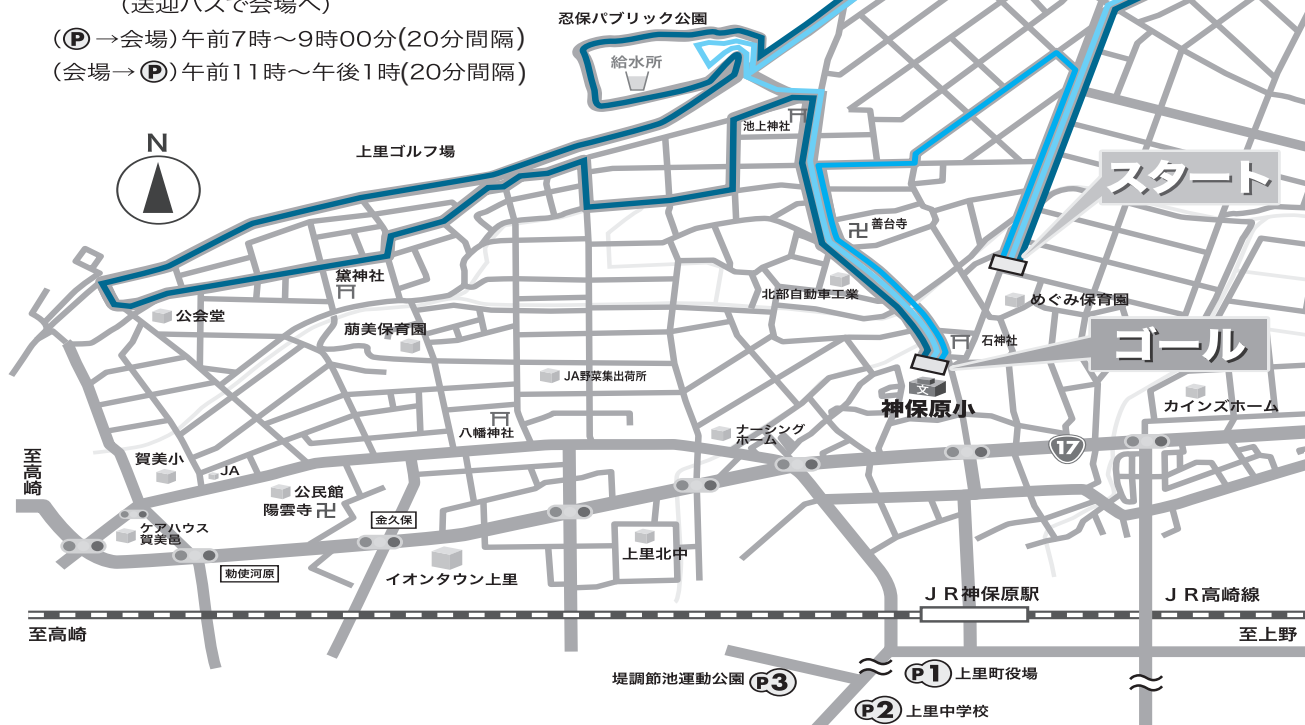 (送迎バスで会場へ)
(P→会場)午前7時～9時00分(20分間隔)
(会場→P)午前11時～午後1時(20分間隔)
忍保パブリック公園
給水所
池上神社
上里ゴルフ場
N
スタート
善台寺
黛神社
北部自動車工業
めぐみ保育園
公会堂
萠美保育園
石神社
ゴール
JA野菜集出荷所
文
神保原小
カインズホーム
八幡神社
ナーシング
ホーム
17
至高崎
賀美小
JA
公民館
陽雲寺
金久保
ケアハウス
賀美邑
上里北中
勅使河原
イオンタウン上里
JR神保原駅
JR高崎線
至高崎
至上野
堤調節池運動公園 P3
P1 上里町役場
P2 上里中学校